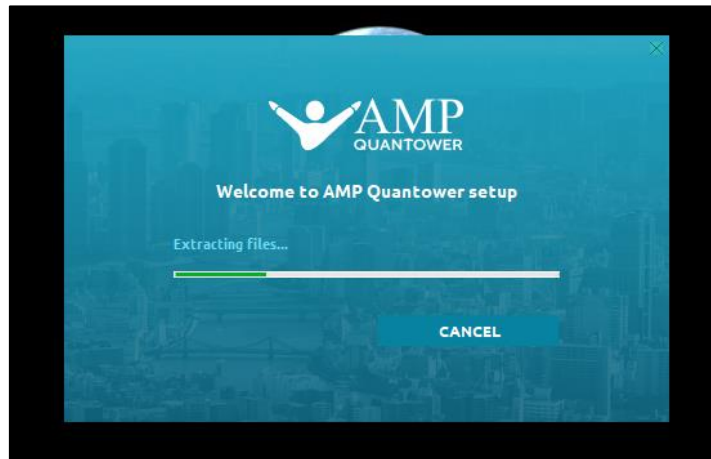 AMP
QUANTOWER
Welcome to AMP Quantower setup
Extracting files...
CANCEL